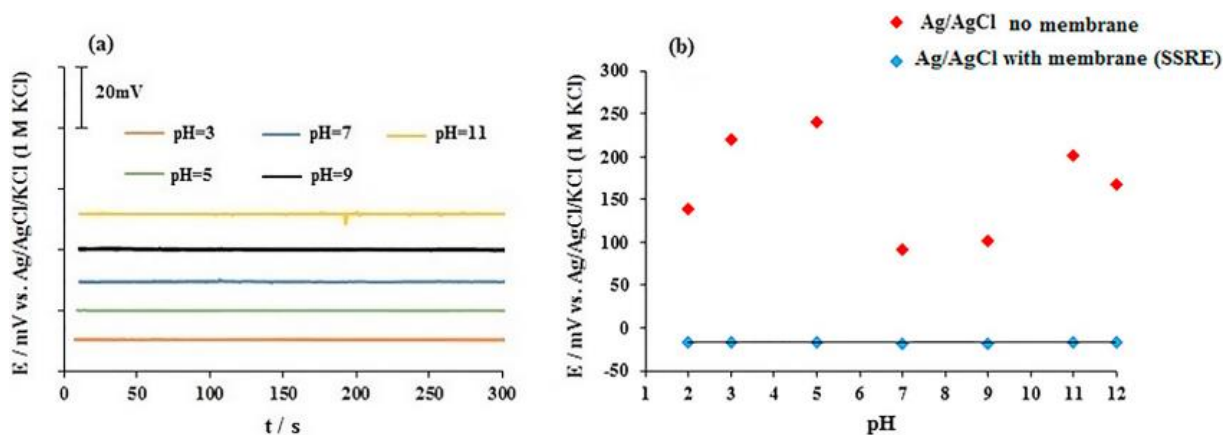 (a)
20mV
pH=3
pH=7
pH=11
pH=5
pH=9
E / mV vs. Ag/AgCl/KCl (1 M KCl)
0
50
100
150
200
250
300
t / s
Ag/AgCl no membrane
Ag/AgCl with membrane (SSRE)
(b)
E / mV vs. Ag/AgCl/KCl (1 M KCl)
300
250
200
150
100
50
0
-50
1
2
3
4
5
6
7
8
9
10
11
12
pH